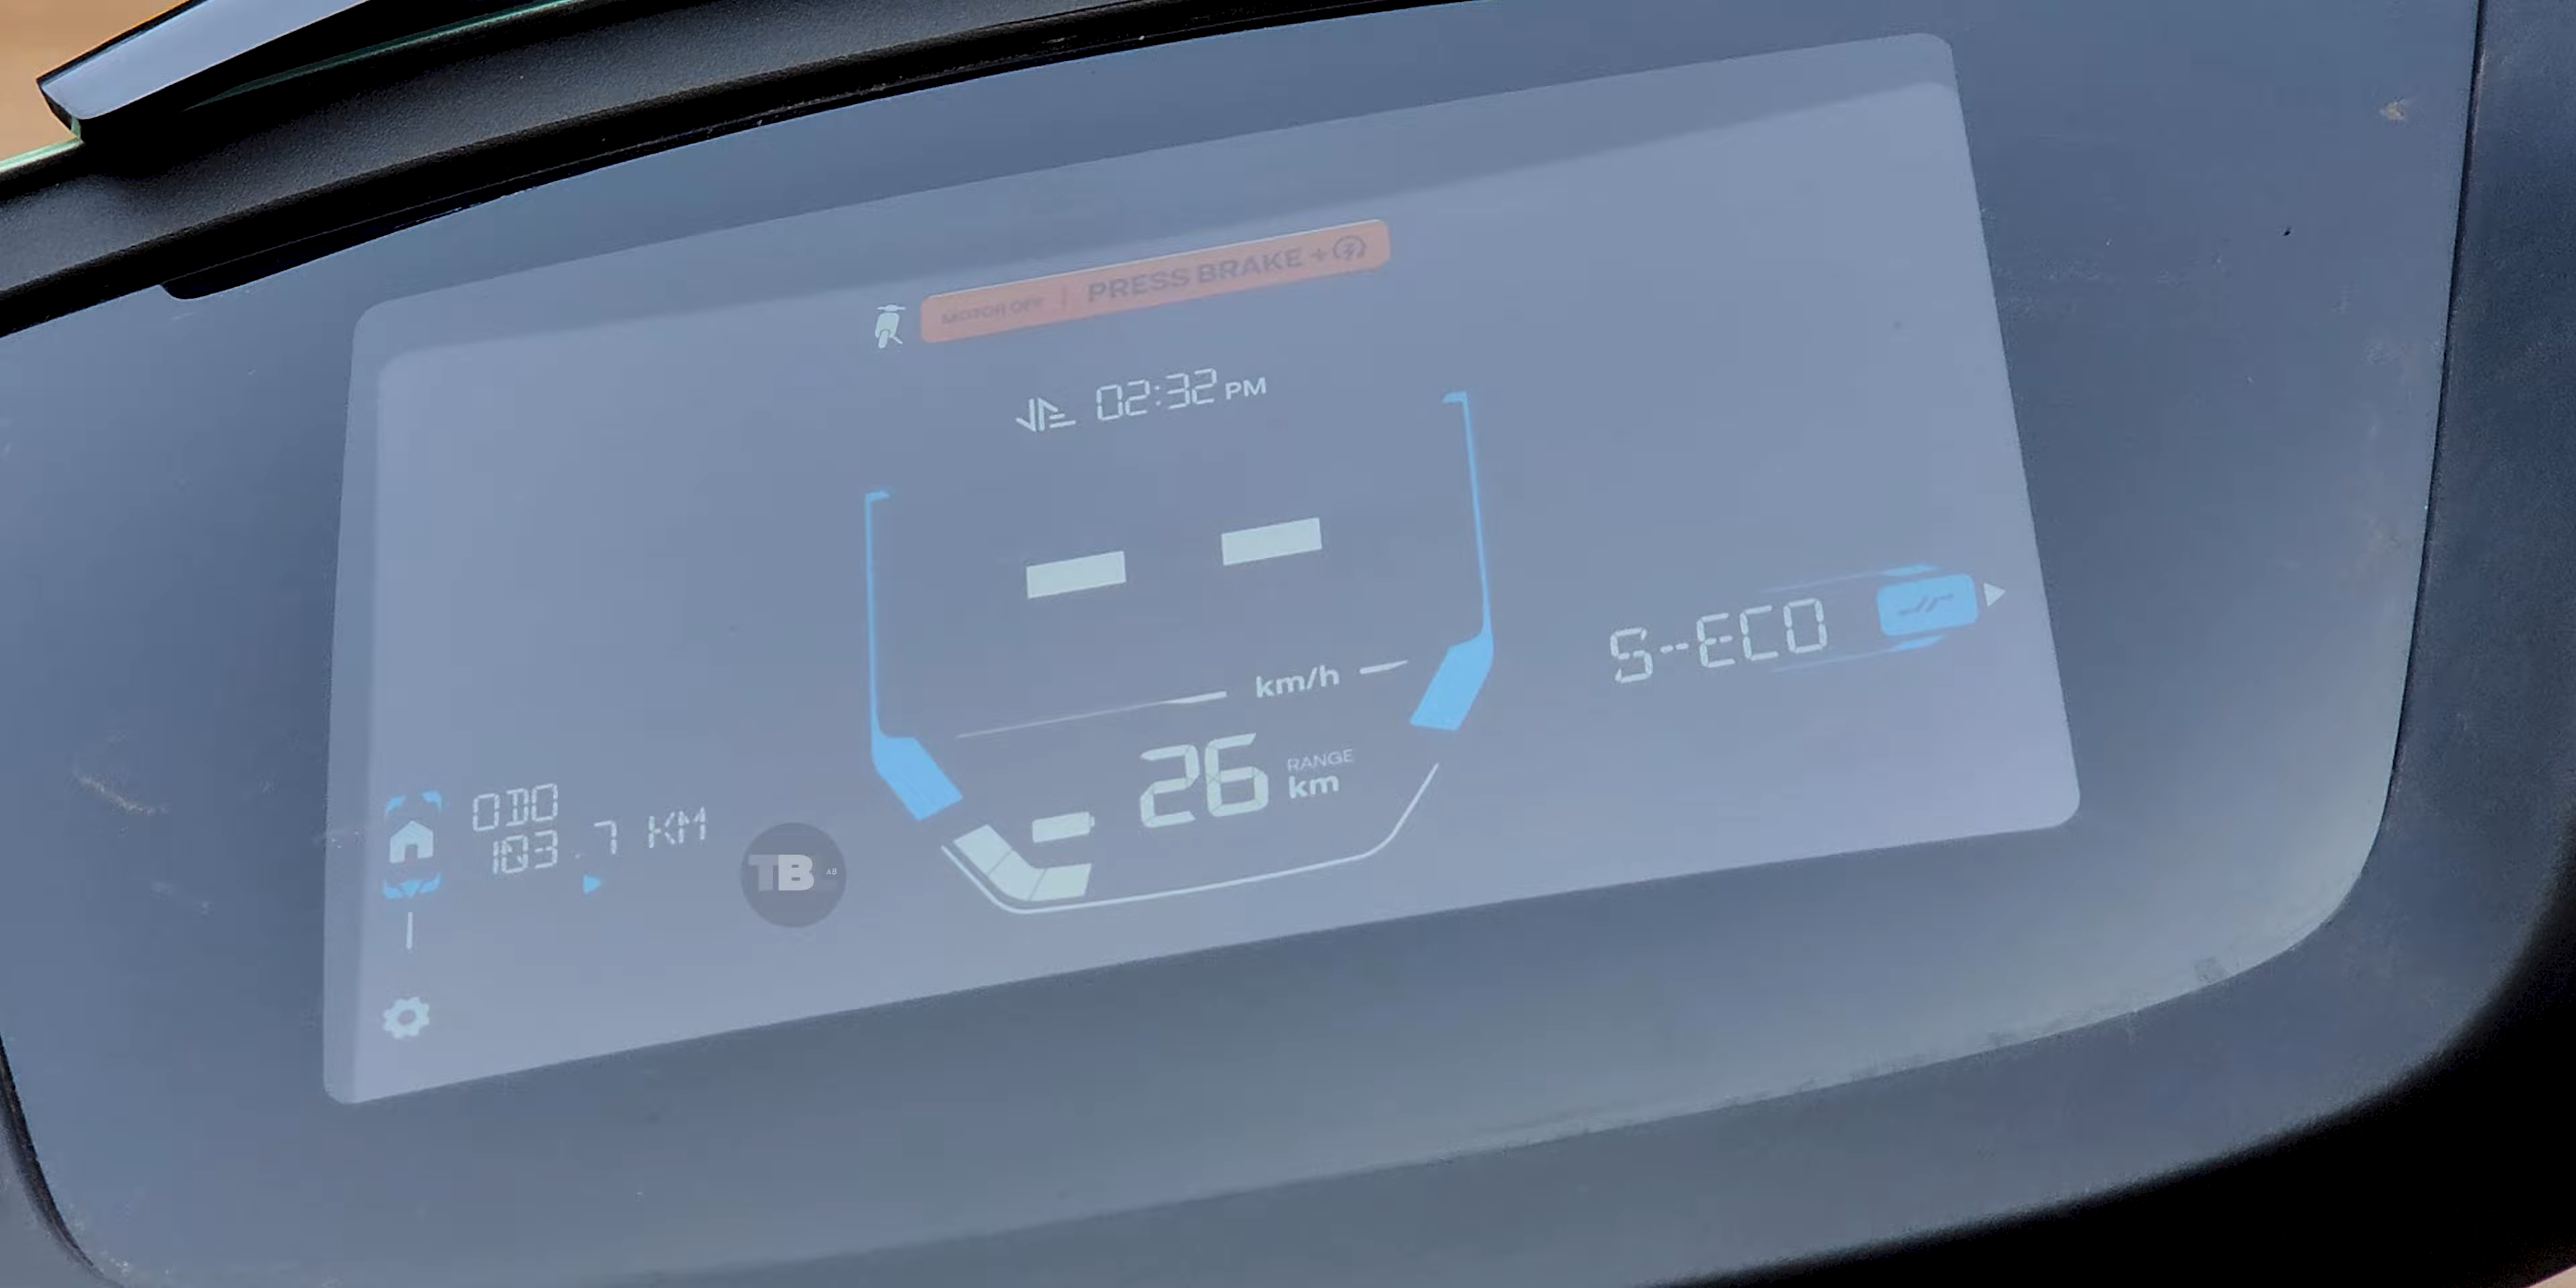 MOTOR OFF | PRESS BRAKE +
02:32 PM
-- 
km/h
S-ECO
26 RANGE km
ODO
103.7 KM
TB